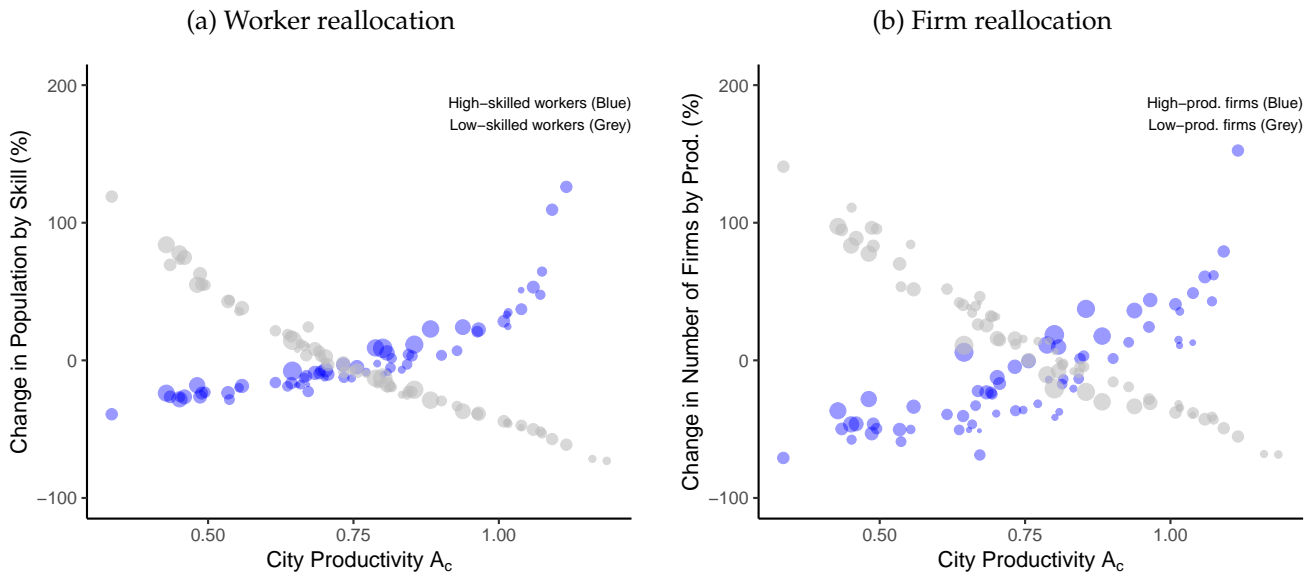 (a) Worker reallocation
Change in Population by Skill (%)
200
100
0
−100
High−skilled workers (Blue)
Low−skilled workers (Grey)
0.50 0.75 1.00
City Productivity Ac
(b) Firm reallocation
Change in Number of Firms by Prod. (%)
200
100
0
−100
High−prod. firms (Blue)
Low−prod. firms (Grey)
0.50 0.75 1.00
City Productivity Ac